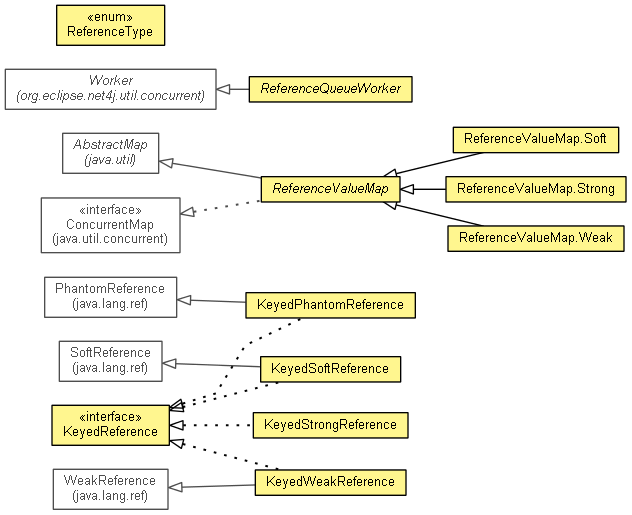 «enum»
ReferenceType
Worker
(org.eclipse.net4j.util.concurrent)
ReferenceQueueWorker
AbstractMap
(java.util)
ReferenceValueMap.Soft
ReferenceValueMap
ReferenceValueMap.Strong
«interface»
ConcurrentMap
(java.util.concurrent)
ReferenceValueMap.Weak
PhantomReference
(java.lang.ref)
KeyedPhantomReference
SoftReference
(java.lang.ref)
KeyedSoftReference
«interface»
KeyedReference
KeyedStrongReference
WeakReference
(java.lang.ref)
KeyedWeakReference